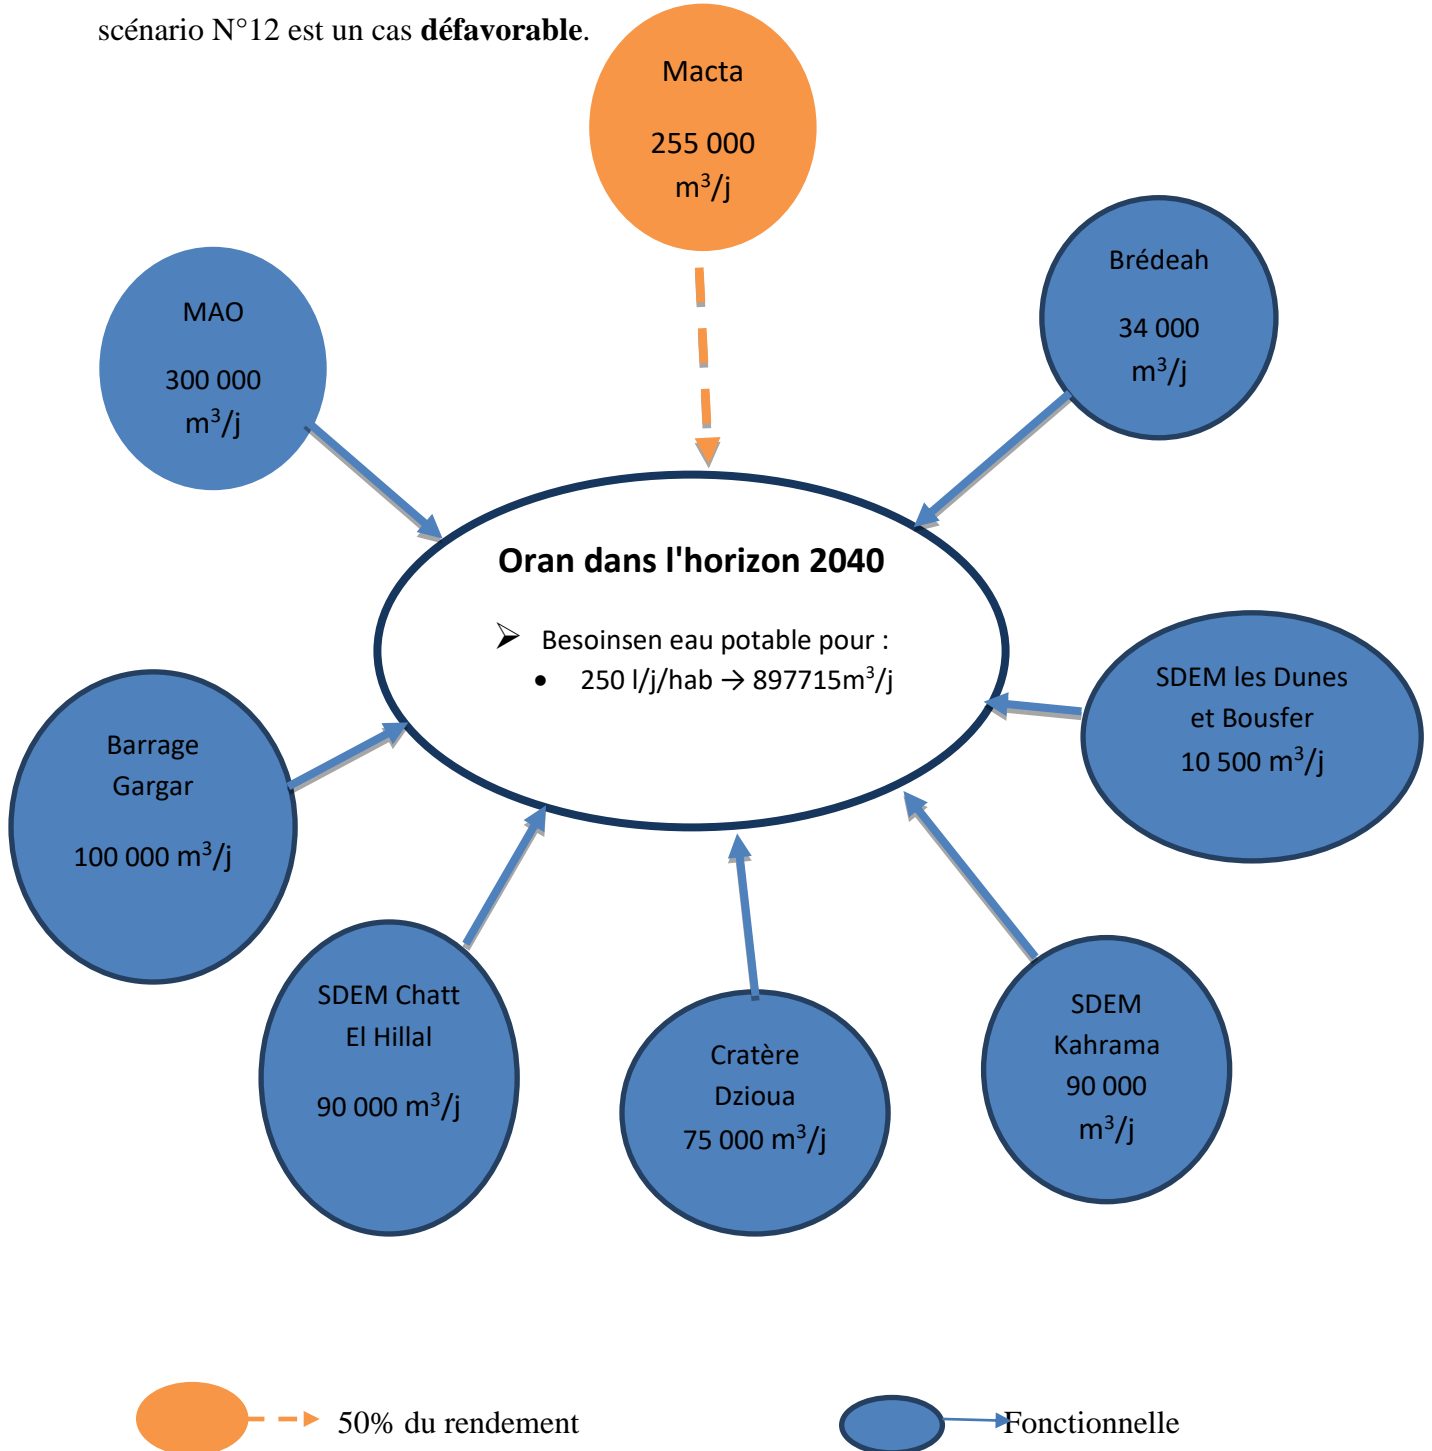 scénario N°12 est un cas défavorable.
Macta
255 000
m³/j
Brédeah
34 000
m³/j
MAO
300 000
m³/j
Oran dans l'horizon 2040
➢ Besoinsen eau potable pour :
• 250 l/j/hab → 897715m³/j
SDEM les Dunes
et Bousfer
10 500 m³/j
Barrage
Gargar
100 000 m³/j
SDEM Chatt
El Hillal
90 000 m³/j
Cratère
Dzioua
75 000 m³/j
SDEM
Kahrama
90 000
m³/j
50% du rendement
Fonctionnelle